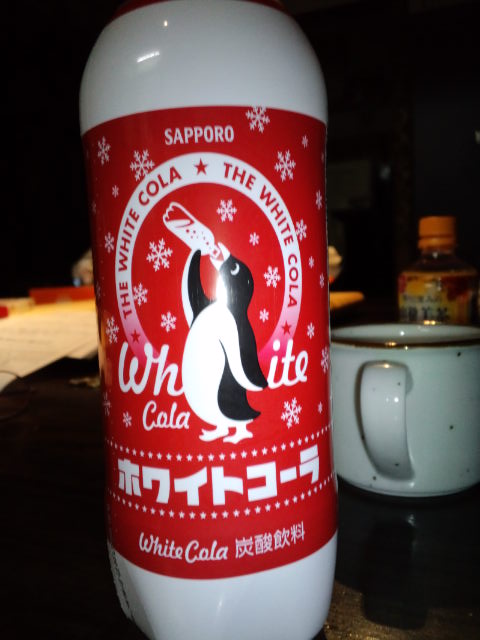 SAPPORO
THE WHITE COLA ★ THE WHITE COLA
White
Cola
ホワイトコーラ
White Cola 炭酸飲料